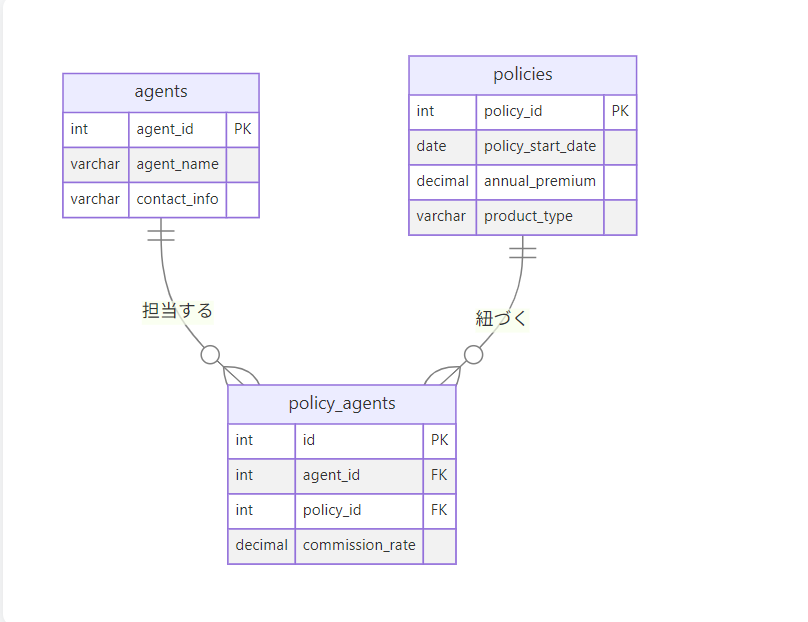 agents
int agent_id PK
varchar agent_name
varchar contact_info
policies
int policy_id PK
date policy_start_date
decimal annual_premium
varchar product_type
担当する
紐づく
policy_agents
int id PK
int agent_id FK
int policy_id FK
decimal commission_rate